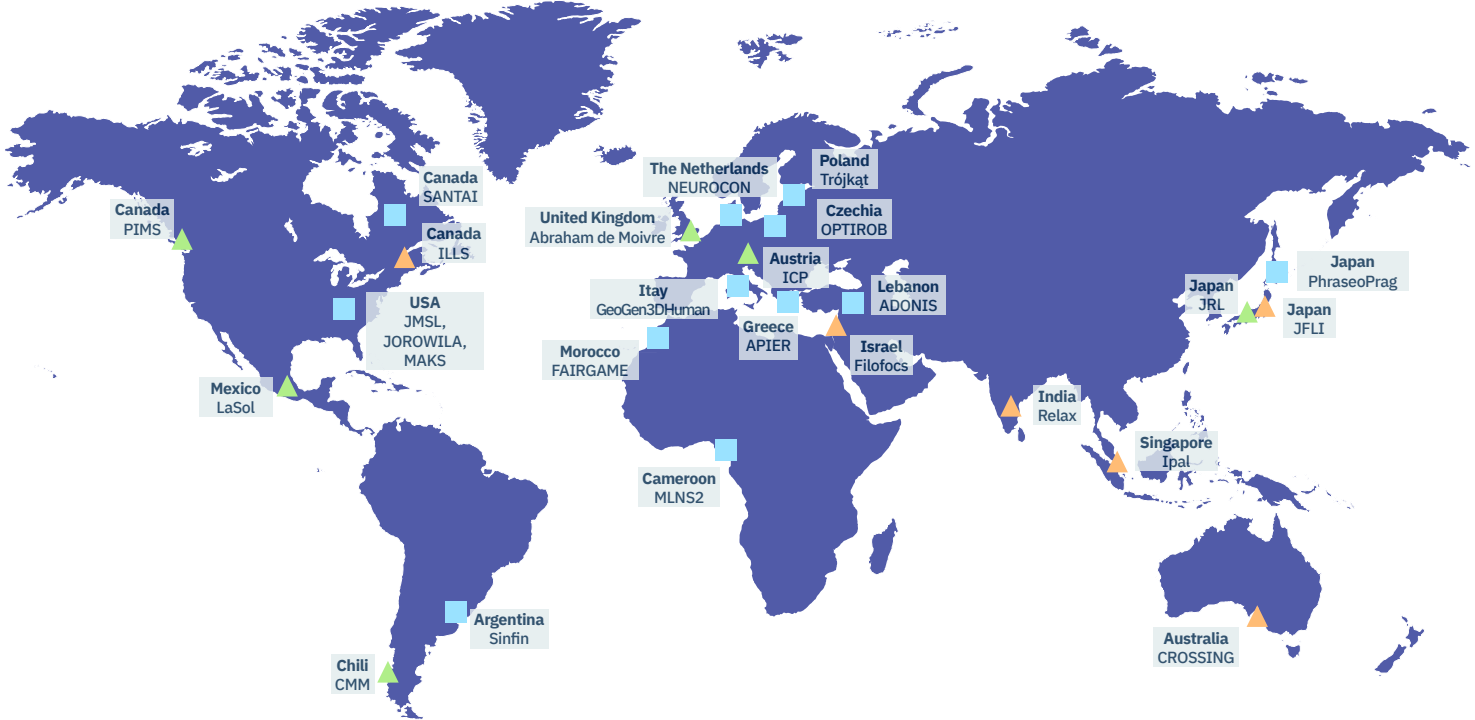 Canada
SANTAI
Canada
PIMS
Canada
ILLS
USA
JMSL,
JOROWILA,
MAKS
Mexico
LaSol
Argentina
Sinfin
Chili
CMM
The Netherlands
NEUROCON
Poland
Trójkąt
United Kingdom
Abraham de Moivre
Czechia
OPTIROB
Austria
ICP
Itay
GeoGen3DHuman
Lebanon
ADONIS
Greece
APIER
Israel
Filofocs
Morocco
FAIRGAME
Cameroon
MLNS2
Japan
PhraseoPrag
Japan
JRL
Japan
JFLI
India
Relax
Singapore
Ipal
Australia
CROSSING